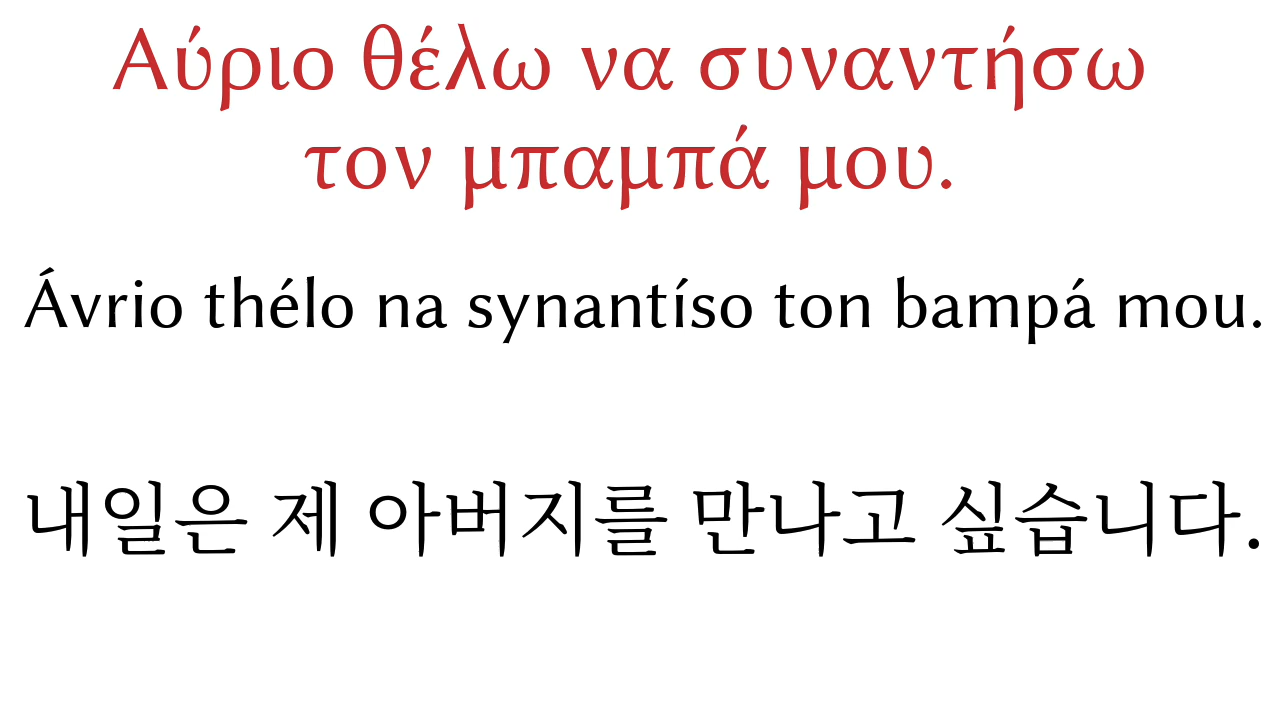 Αύριο θέλω να συναντήσω
τον μπαμπά μου.
Ávrio thélo na synantíso ton bampá mou.
내일은 제 아버지를 만나고 싶습니다.